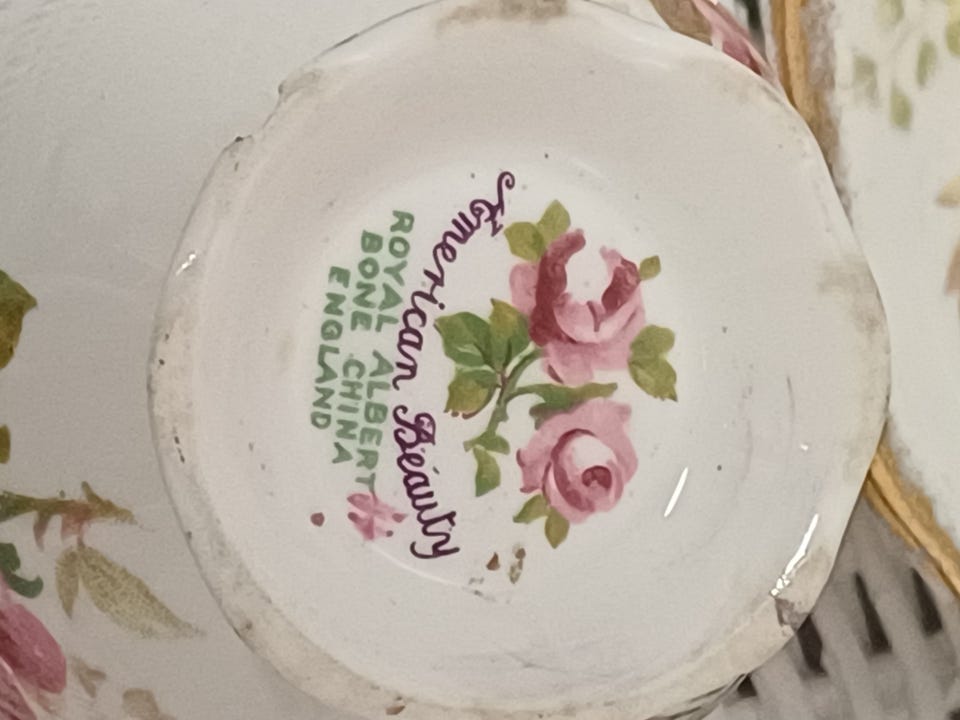 American Beauty
ROYAL ALBERT
BONE CHINA
ENGLAND